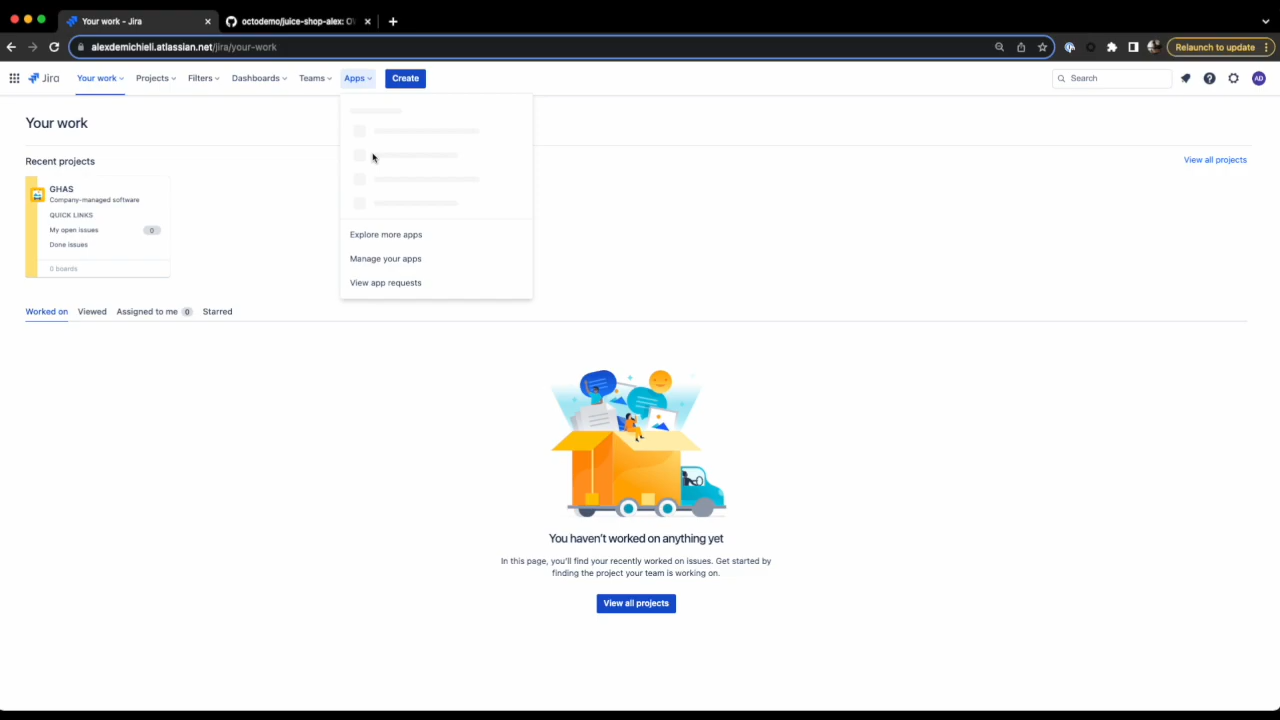 Your work - Jira
octodemo/juice-shop-alex: OV
alexdemichieli.atlassian.net/jira/your-work
Relaunch to update
Jira
Your work
Projects
Filters
Dashboards
Teams
Apps
Create
Search
AD
Your work
Recent projects
View all projects
GHAS
Company-managed software
QUICK LINKS
My open issues 0
Done issues
0 boards
Explore more apps
Manage your apps
View app requests
Worked on
Viewed
Assigned to me 0
Starred
You haven't worked on anything yet
In this page, you'll find your recently worked on issues. Get started by
finding the project your team is working on.
View all projects